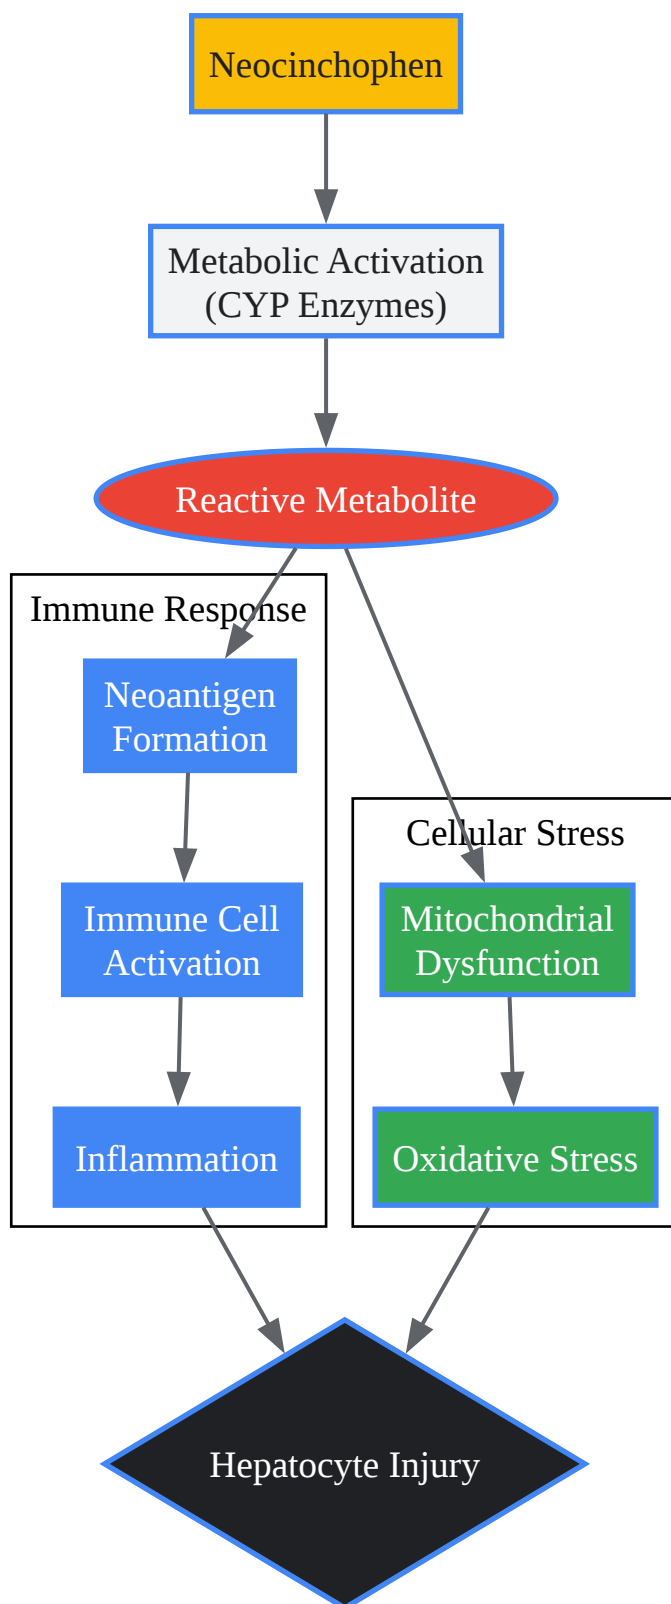 Neocinchophen
Metabolic Activation
(CYP Enzymes)
Reactive Metabolite
Immune Response
Neoantigen
Formation
Immune Cell
Activation
Inflammation
Cellular Stress
Mitochondrial
Dysfunction
Oxidative Stress
Hepatocyte Injury